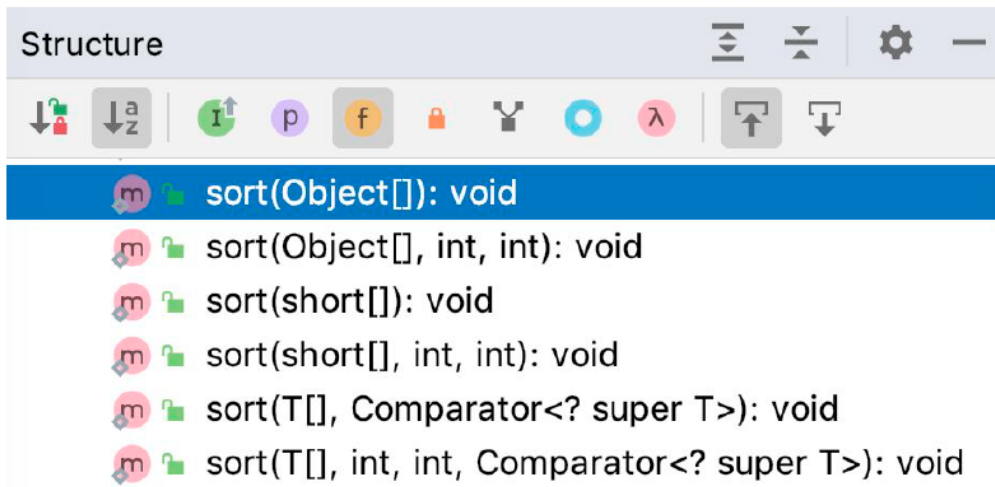 Structure
a z I p f λ
m sort(Object[]): void
m sort(Object[], int, int): void
m sort(short[]): void
m sort(short[], int, int): void
m sort(T[], Comparator<? super T>): void
m sort(T[], int, int, Comparator<? super T>): void